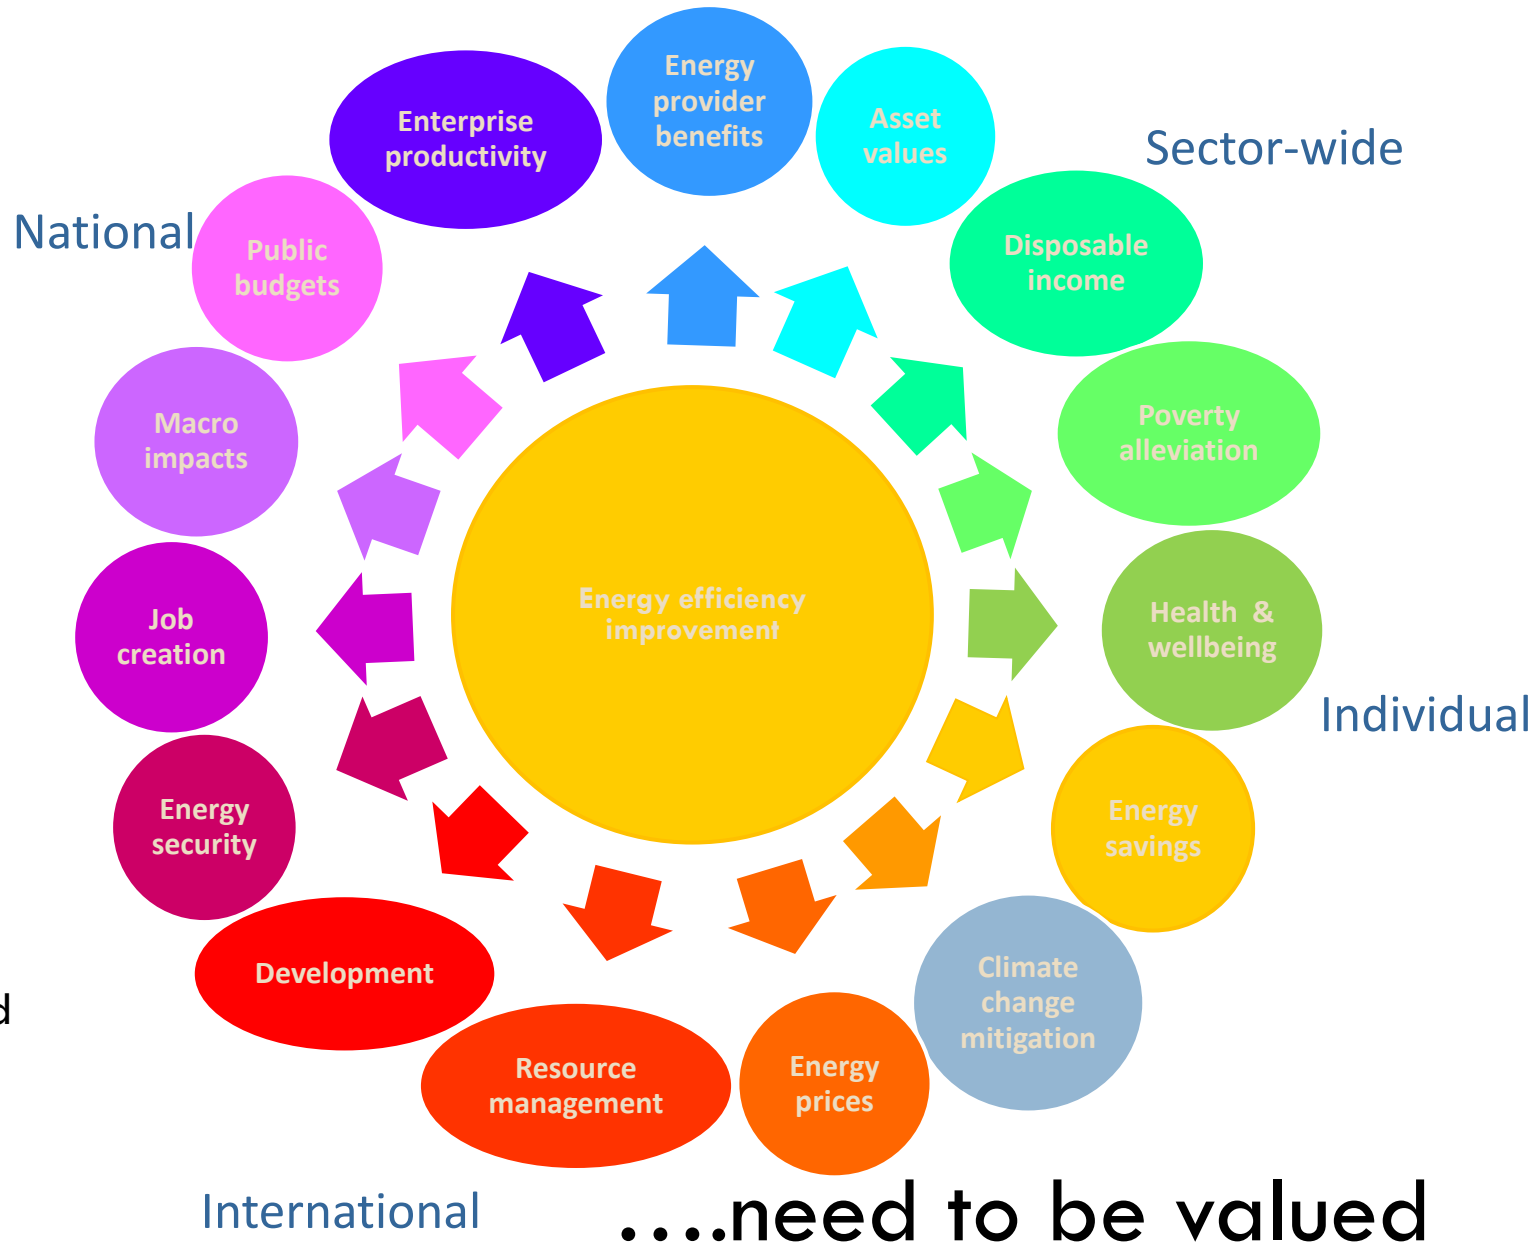 Energy
provider
benefits
Enterprise
productivity
Asset
values
Sector-wide
National
Public
budgets
Disposable
income
Macro
impacts
Poverty
alleviation
Energy efficiency
improvement
Job
creation
Health & 
wellbeing
Individual
Energy
security
Energy
savings
Development
Climate
change
mitigation
d
Resource
management
Energy
prices
International
....need to be valued